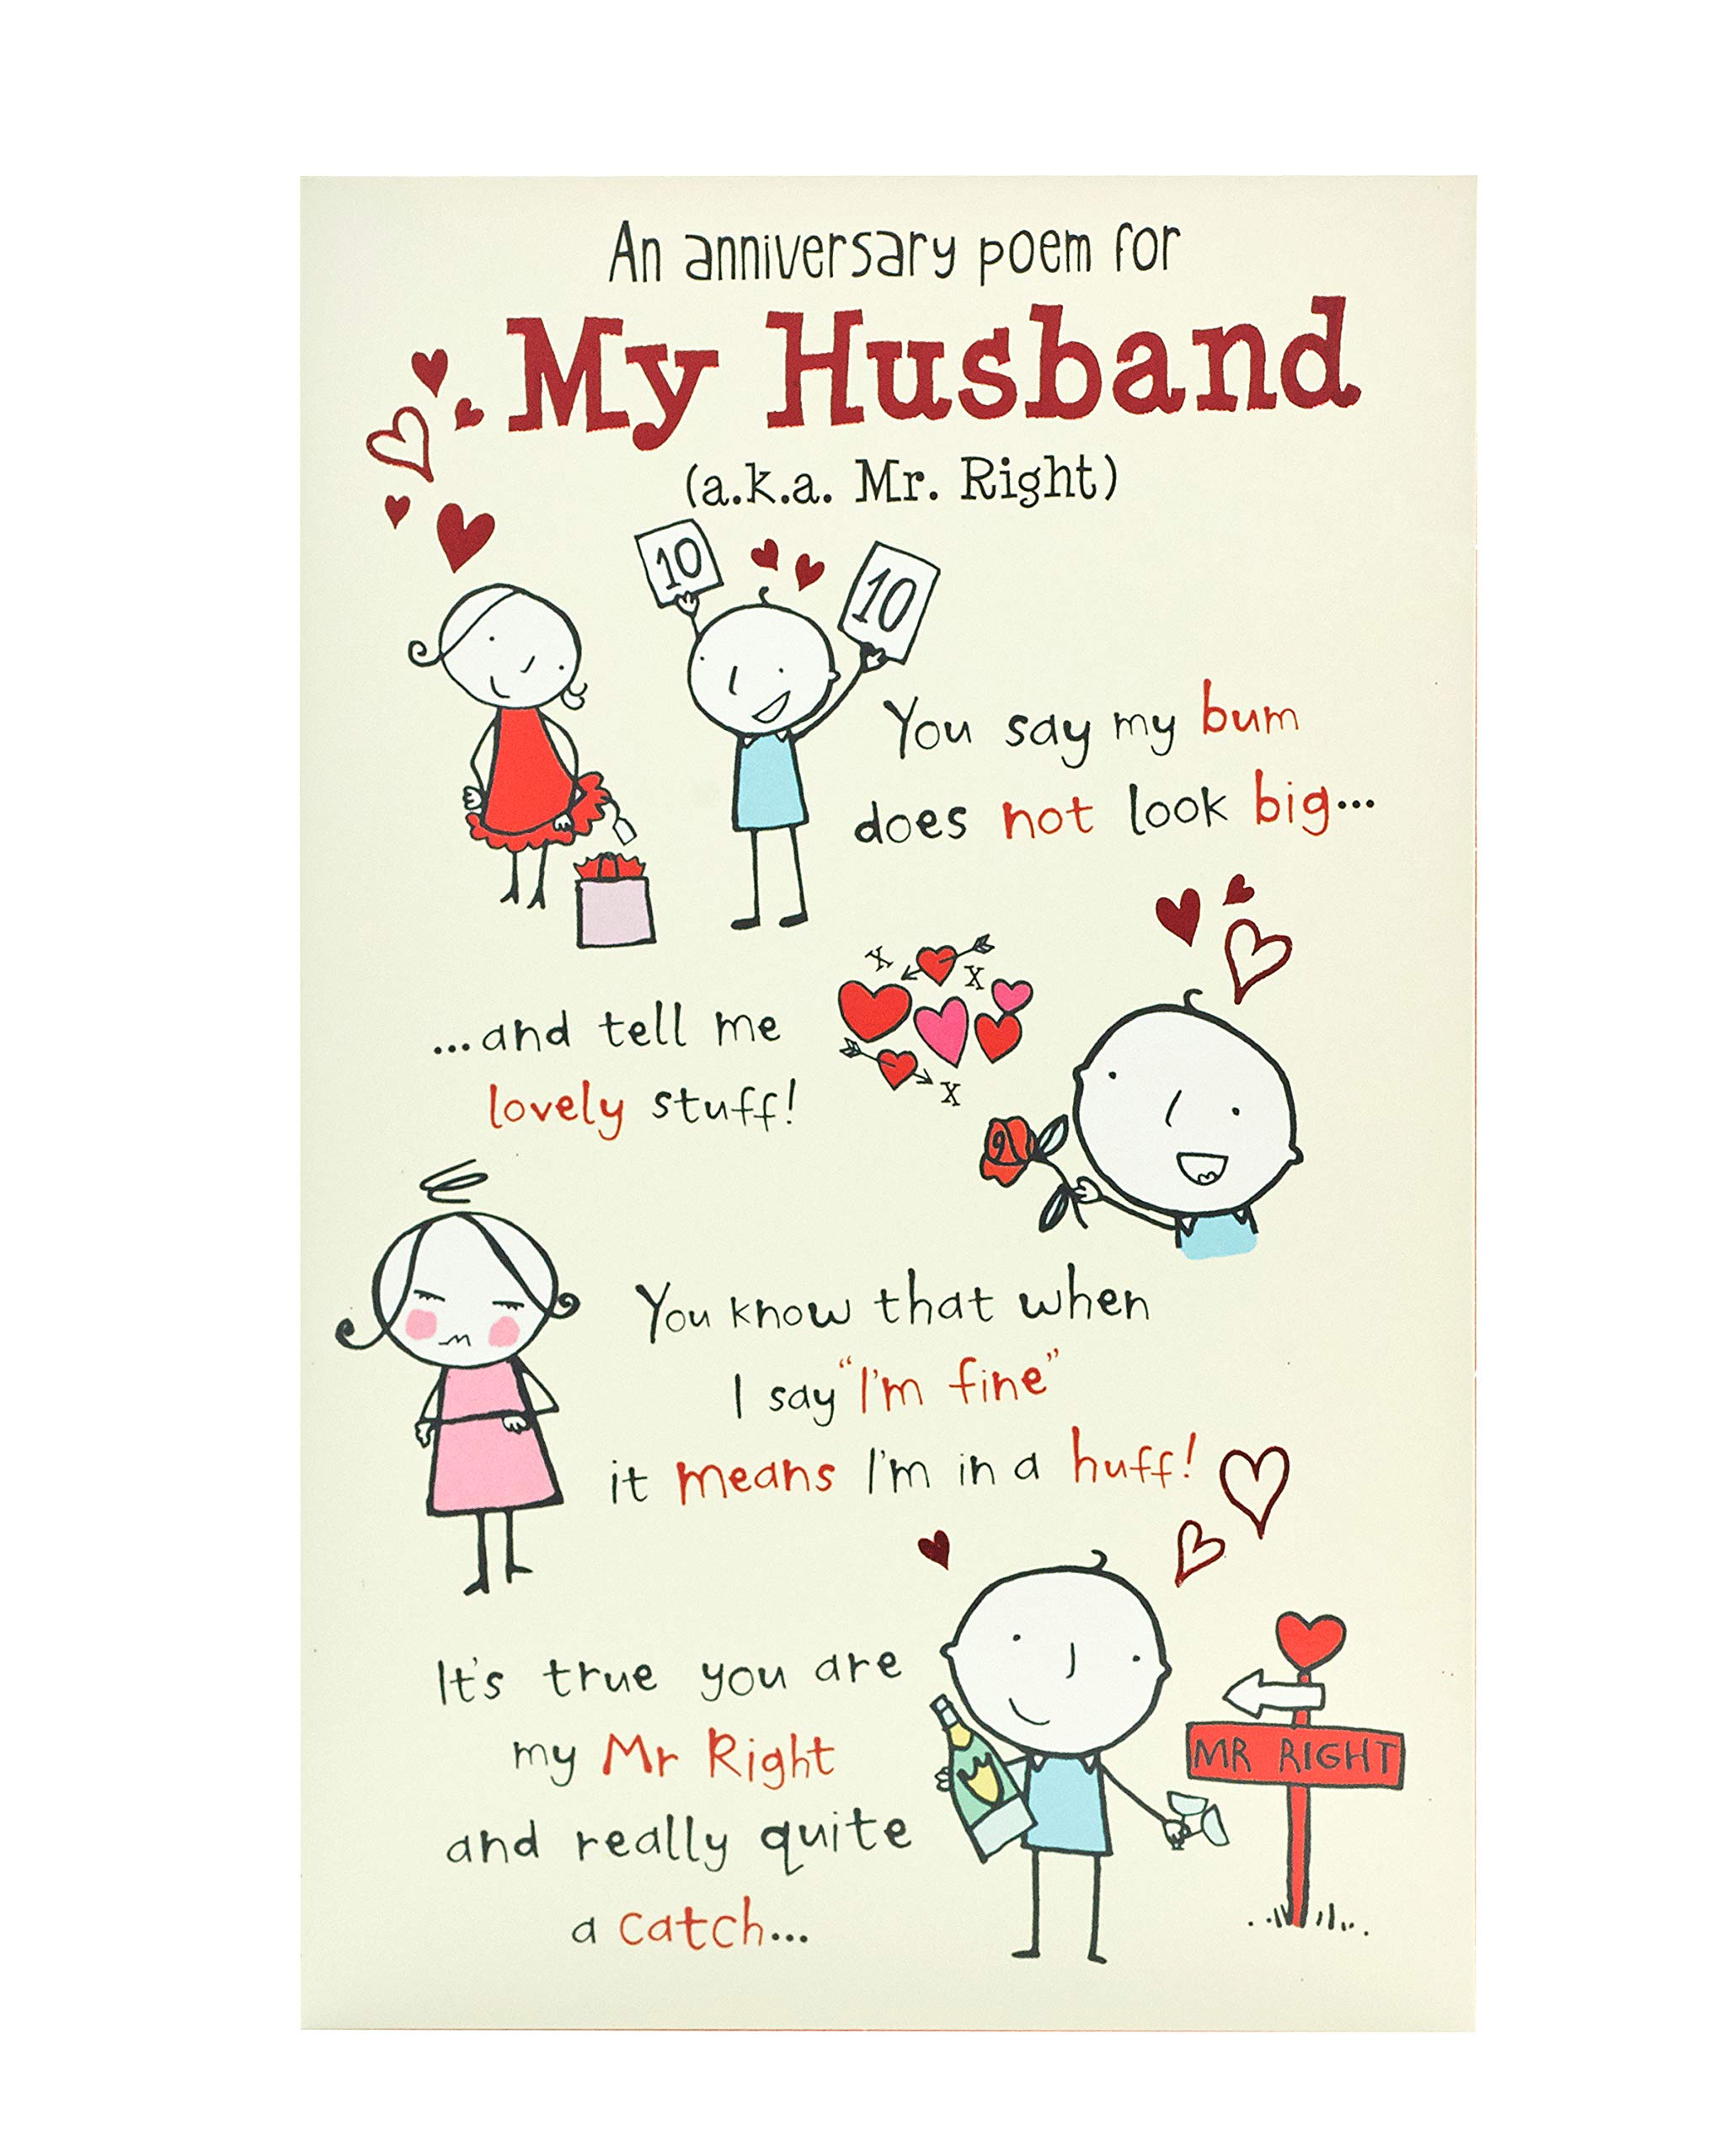 An anniversary poem for
My Husband
(a.k.a. Mr. Right)
10
10
You say my bum
does not look big...
x
x
...and tell me
lovely stuff!
x
You know that when
I say "I'm fine"
it means I'm in a huff!
It's true you are
my Mr Right
and really quite
a catch...
MR RIGHT